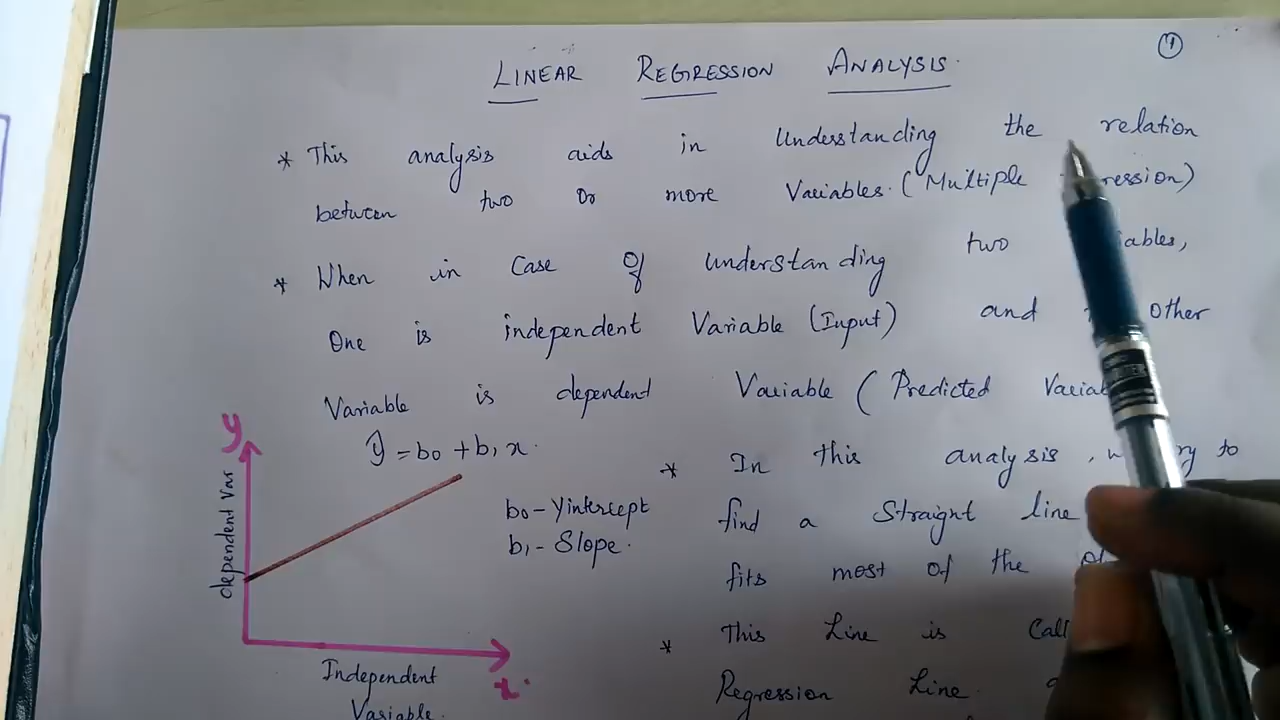 1
LINEAR REGRESSION ANALYSIS.
* This analysis aids in Understanding the relation
between two or more Variables. (Multiple ression)
* When in Case of understanding two ables,
One is independent Variable (Input) and other
Variable is dependent Variable (Predicted Variab
y
ŷ = b0 + b1 x.
dependent Var
b0 - Yintercept
b1 - Slope.
x.
Independent
Variable.
* In this analysis, ry to
find a Straight line
fits most of the
* This Line is Call
Regression Line.